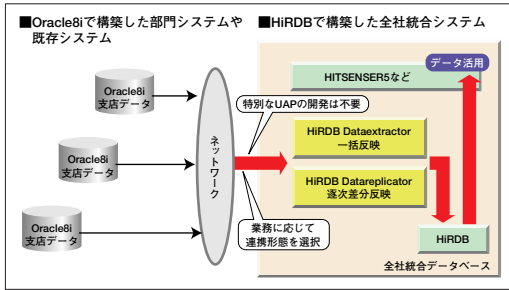 ■Oracle8iで構築した部門システムや
既存システム
■HiRDBで構築した全社統合システム
Oracle8i
支店データ
Oracle8i
支店データ
Oracle8i
支店データ
ネットワーク
特別なUAPの開発は不要
業務に応じて
連携形態を選択
データ活用
HITSENSER5など
HiRDB Dataextractor
一括反映
HiRDB Datareplicator
逐次差分反映
HiRDB
全社統合データベース